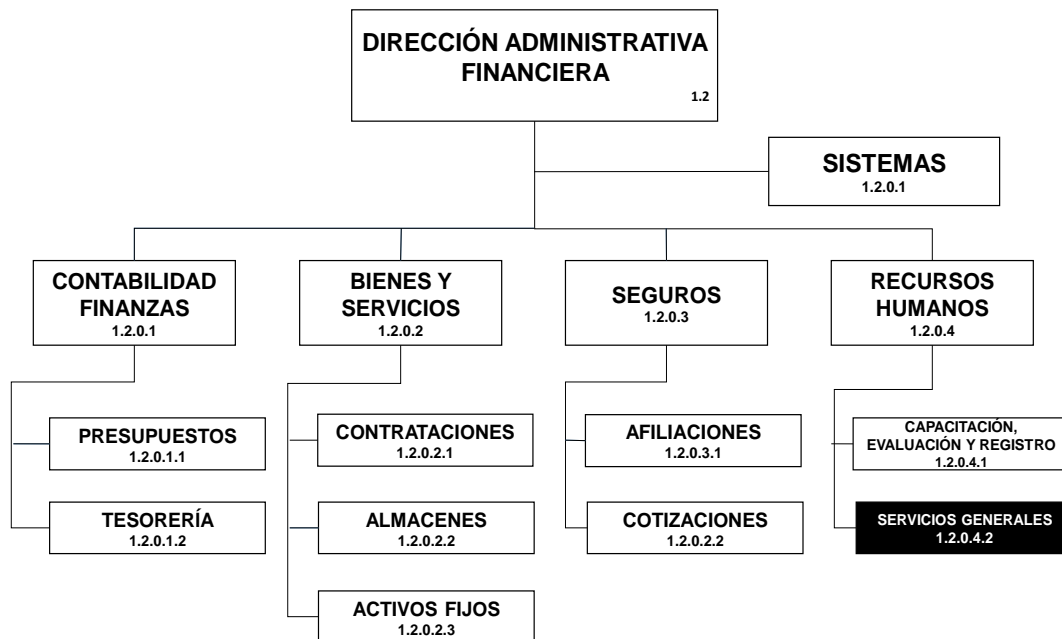 DIRECCIÓN ADMINISTRATIVA
FINANCIERA
1.2
SISTEMAS
1.2.0.1
CONTABILIDAD
FINANZAS
1.2.0.1
BIENES Y
SERVICIOS
1.2.0.2
SEGUROS
1.2.0.3
RECURSOS
HUMANOS
1.2.0.4
PRESUPUESTOS
1.2.0.1.1
CONTRATACIONES
1.2.0.2.1
AFILIACIONES
1.2.0.3.1
CAPACITACIÓN,
EVALUACIÓN Y REGISTRO
1.2.0.4.1
TESORERÍA
1.2.0.1.2
ALMACENES
1.2.0.2.2
COTIZACIONES
1.2.0.2.2
SERVICIOS GENERALES
1.2.0.4.2
ACTIVOS FIJOS
1.2.0.2.3